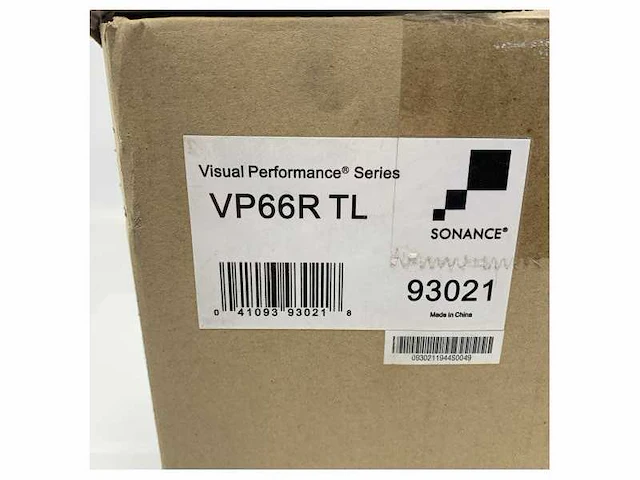 Visual Performance® Series
VP66R TL
SONANCE®
93021
Made in China
0 41093 93021 8
0930211944S0049